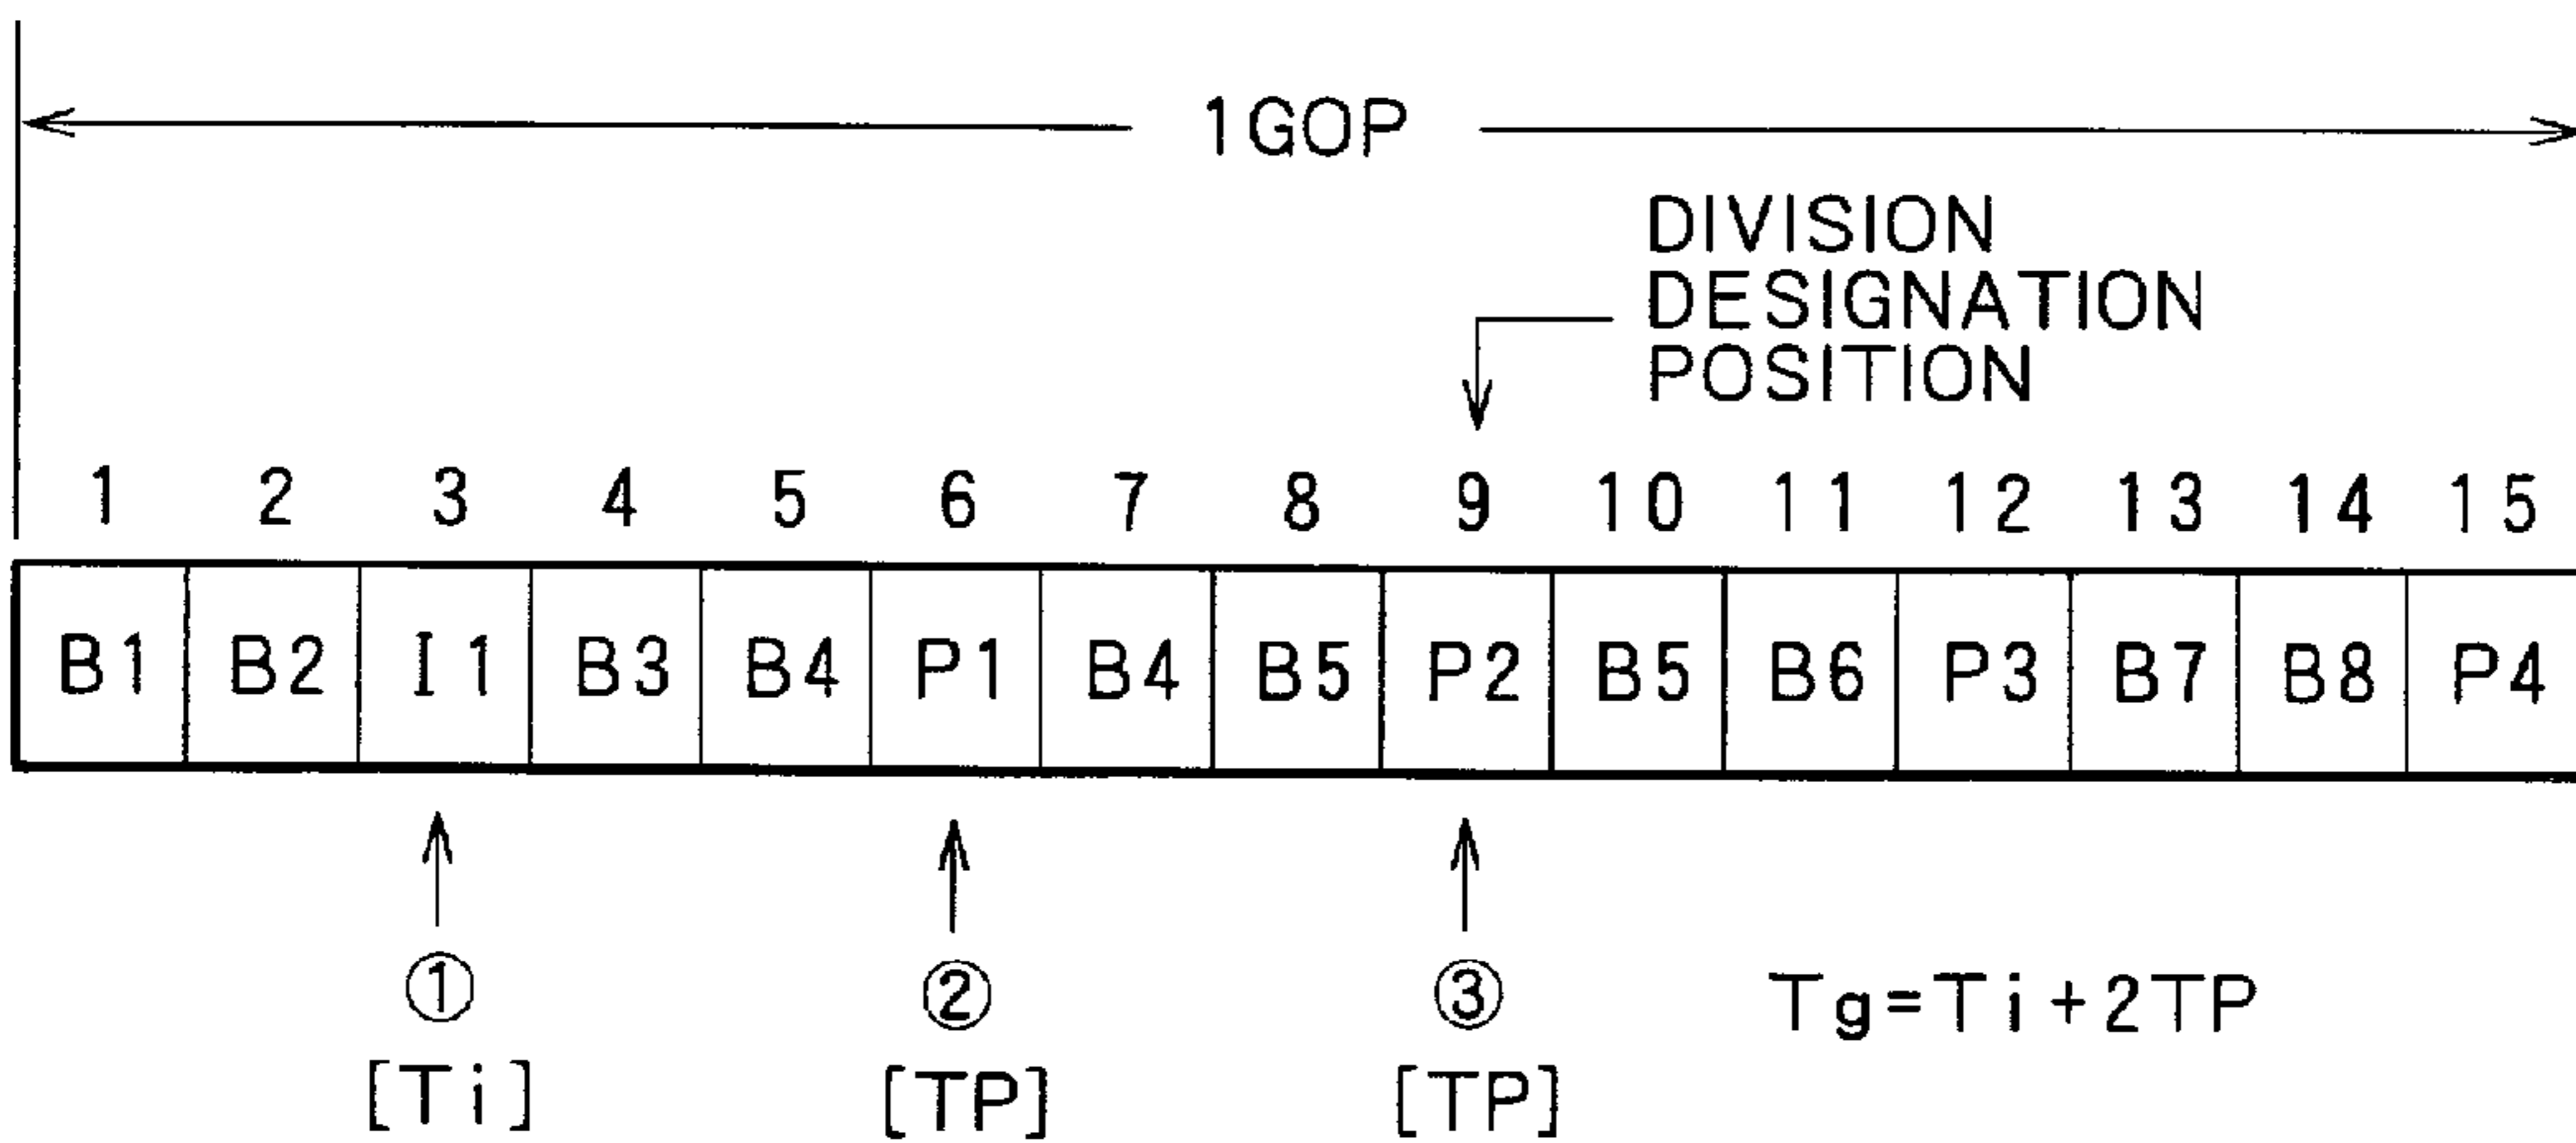 1GOP
DIVISION
DESIGNATION
POSITION
1 2 3 4 5 6 7 8 9 10 11 12 13 14 15
B1 B2 I1 B3 B4 P1 B4 B5 P2 B5 B6 P3 B7 B8 P4
① ② ③
Tg=Ti+2TP
[Ti] [TP] [TP]